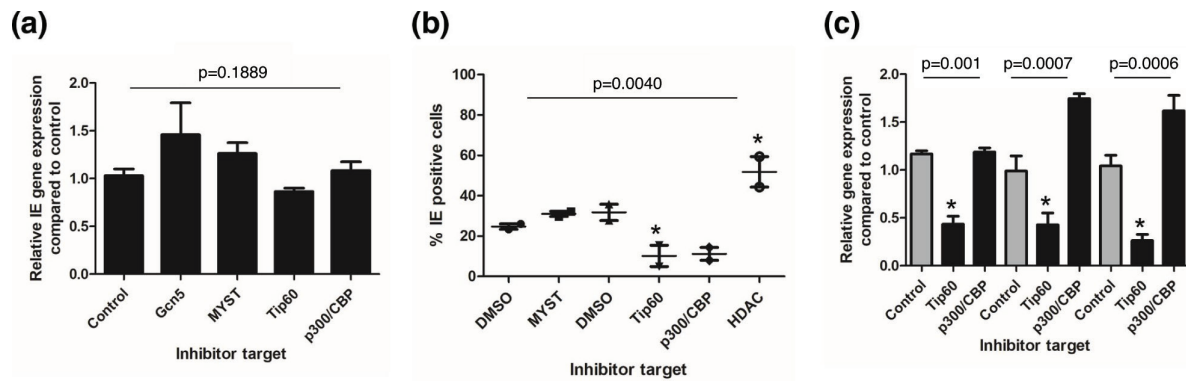 (a)
p=0.1889
Relative IE gene expression
compared to control
2.0
1.5
1.0
0.5
0.0
Control
Gcn5
MYST
Tip60
p300/CBP
Inhibitor target
(b)
p=0.0040
% IE positive cells
100
80
60
40
20
0
*
*
DMSO
MYST
DMSO
Tip60
p300/CBP
HDAC
Inhibitor target
(c)
p=0.001 p=0.0007 p=0.0006
Relative gene expression
compared to control
2.0
1.5
1.0
0.5
0.0
*
*
*
Control
Tip60
p300/CBP
Control
Tip60
p300/CBP
Control
Tip60
p300/CBP
Inhibitor target